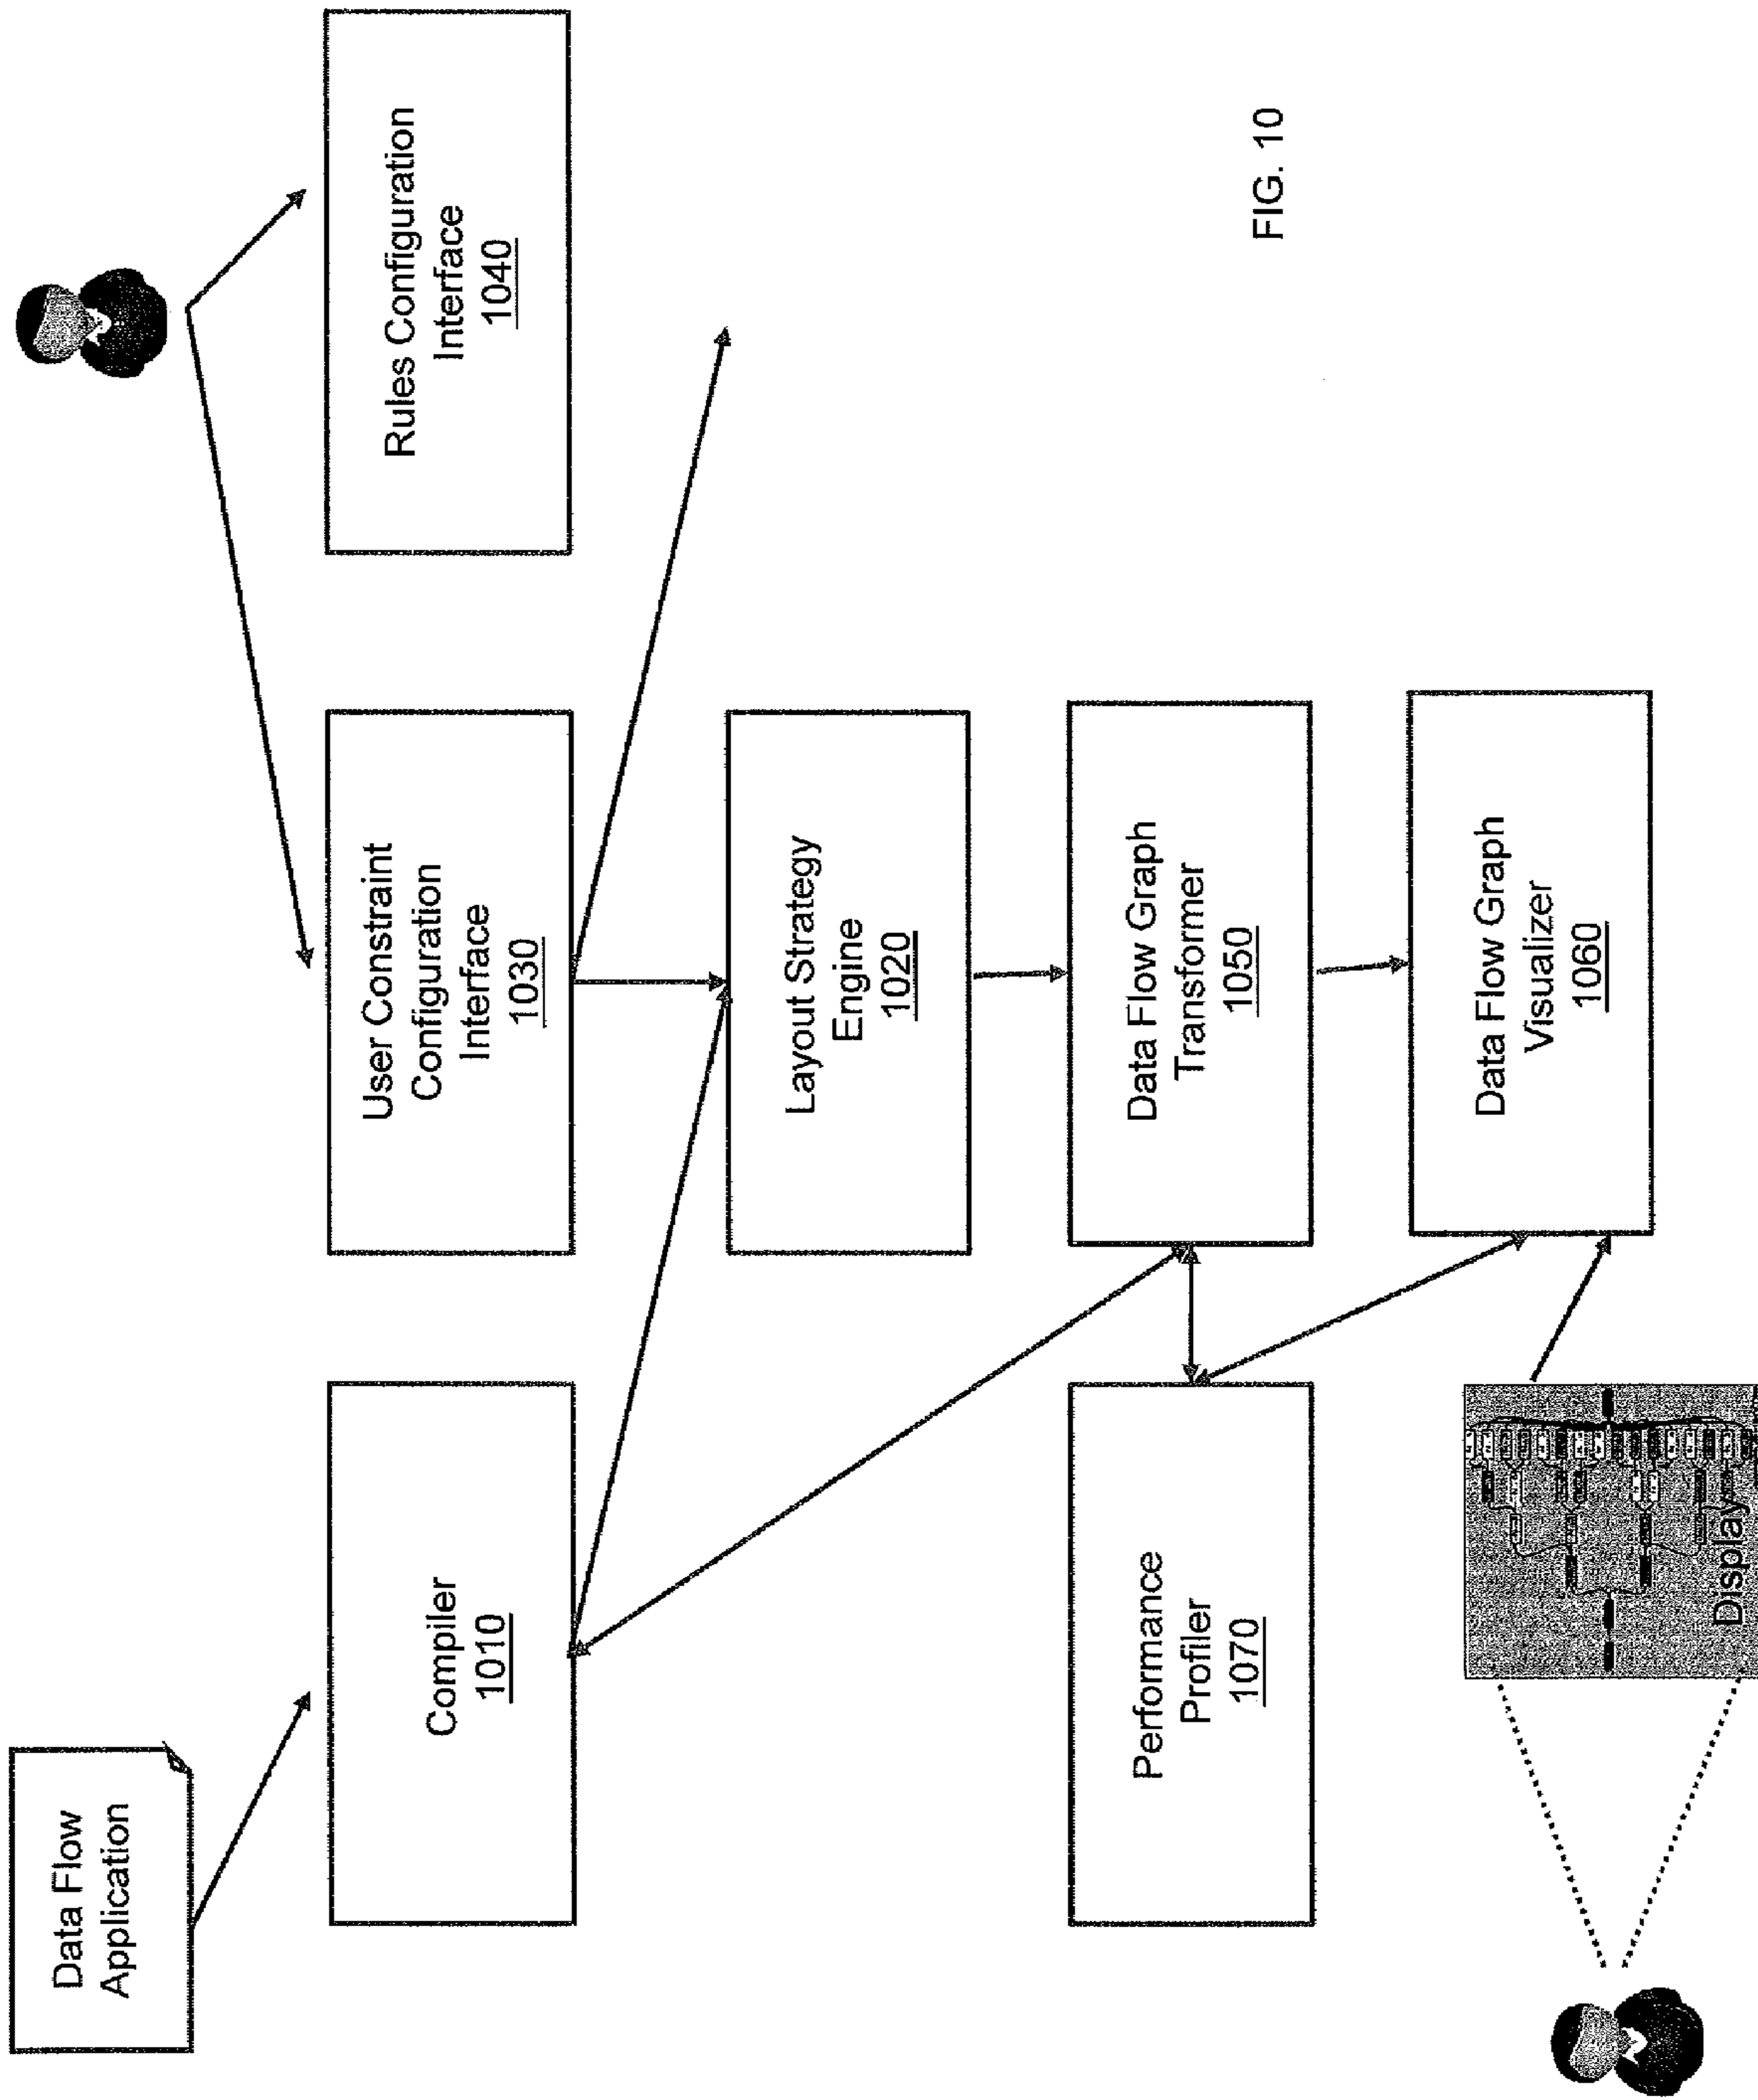 Data Flow
Application
Compiler
1010
User Constraint
Configuration
Interface
1030
Rules Configuration
Interface
1040
Layout Strategy
Engine
1020
Performance
Profiler
1070
Data Flow Graph
Transformer
1050
Data Flow Graph
Visualizer
1060
Display
FIG. 10